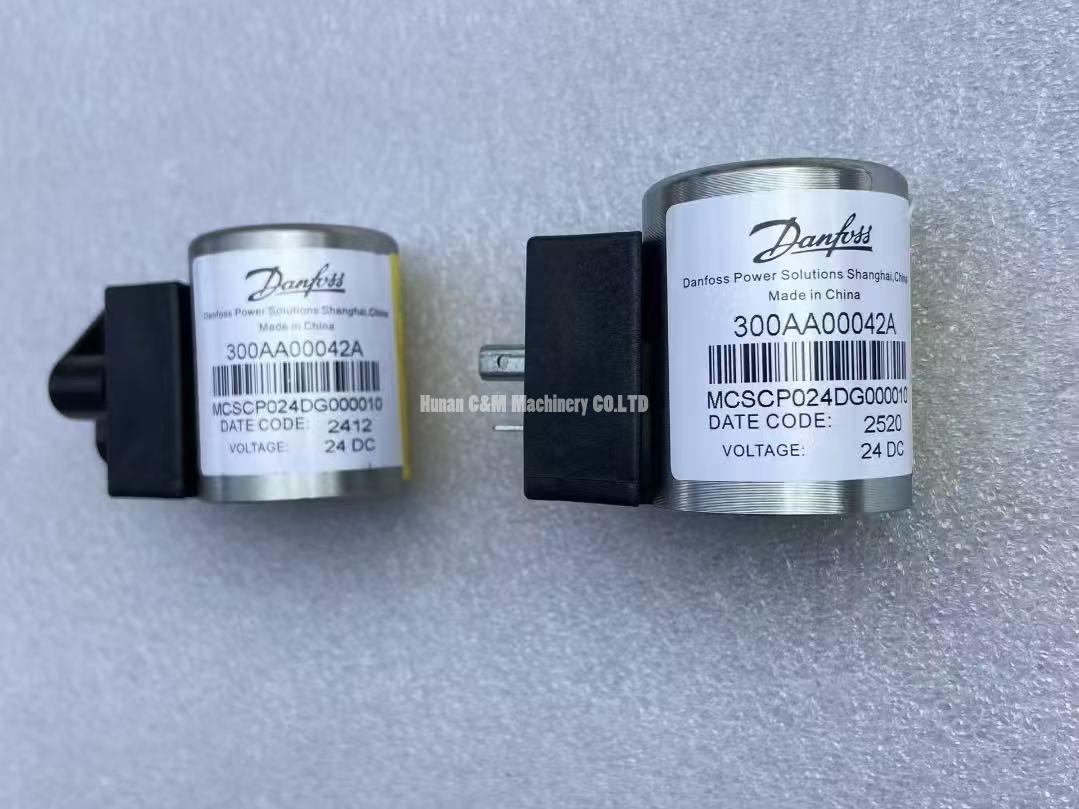 Danfoss
Danfoss Power Solutions Shanghai,China
Made in China
300AA00042A
MCSCP024DG000010
DATE CODE: 2412
VOLTAGE: 24 DC
Danfoss
Danfoss Power Solutions Shanghai,China
Made in China
300AA00042A
MCSCP024DG000010
DATE CODE: 2520
VOLTAGE: 24 DC
Hunan C&M Machinery CO.LTD